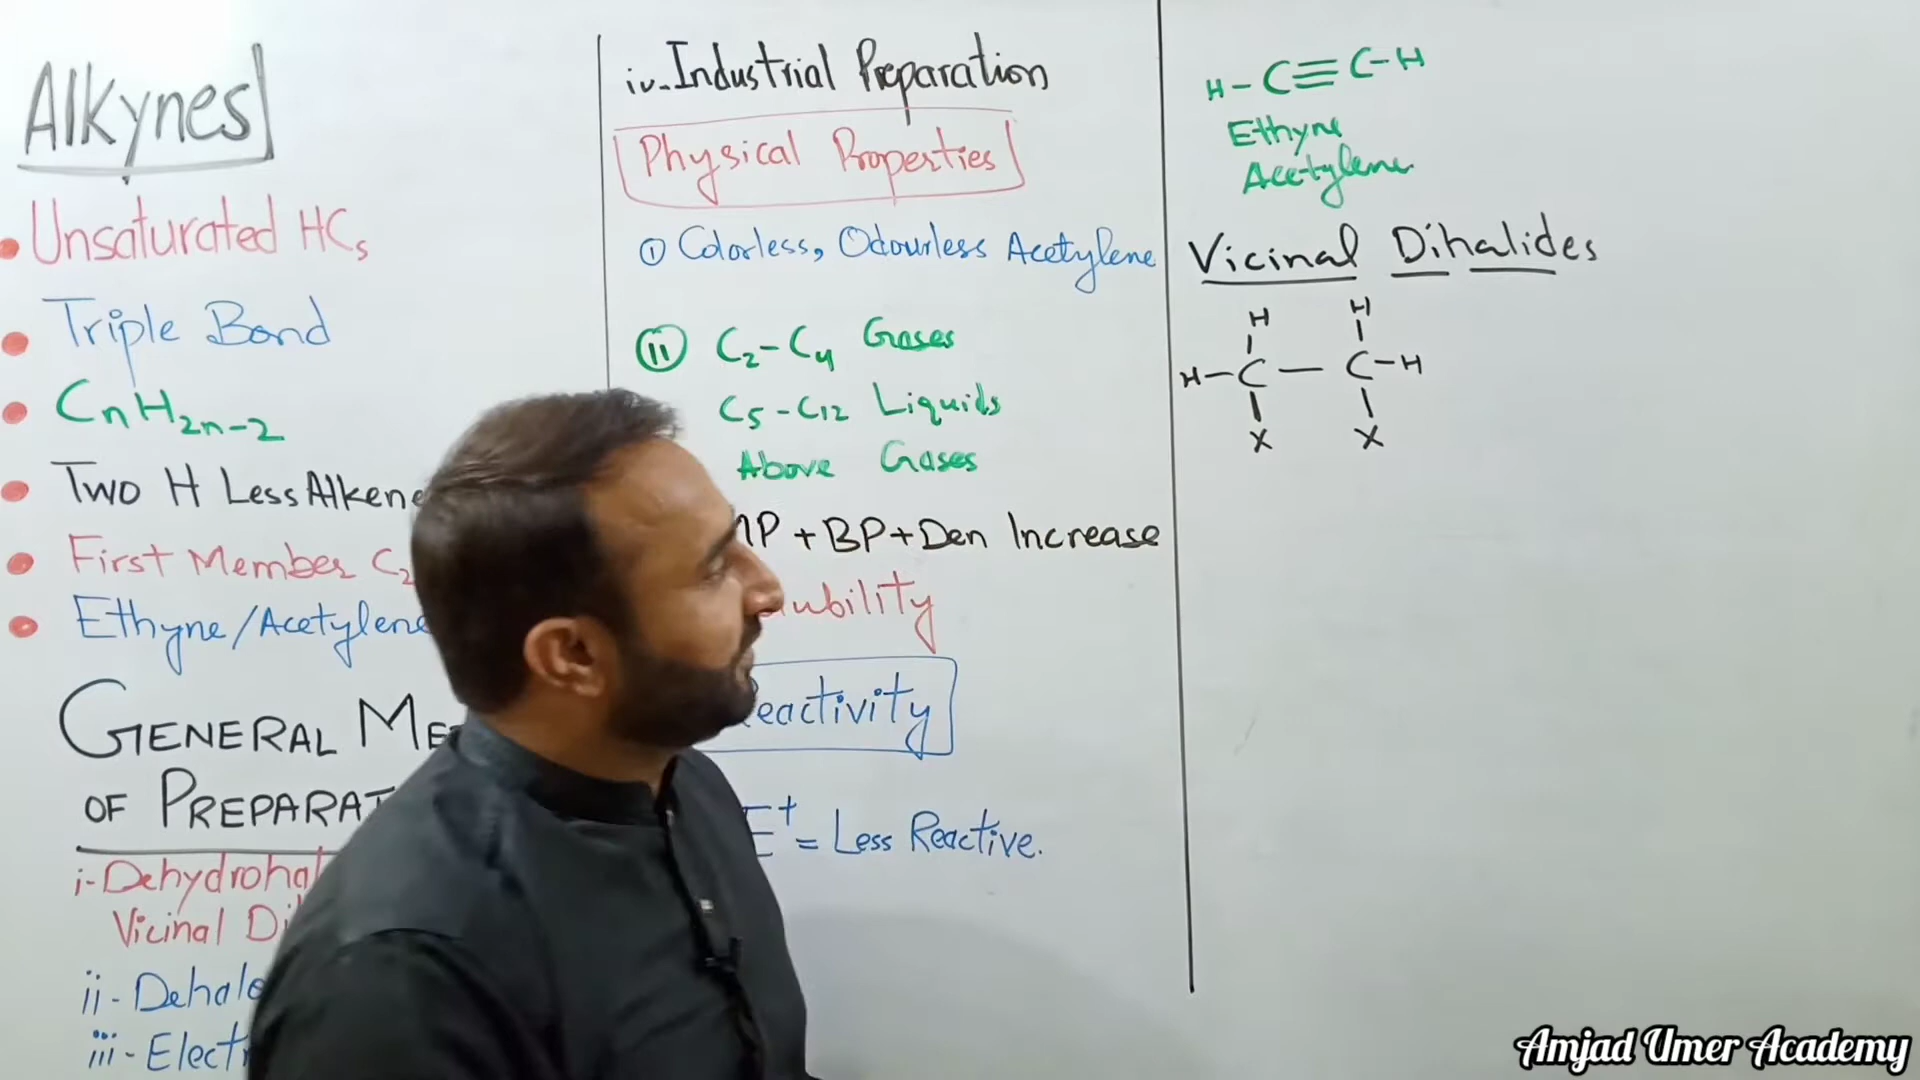 Alkynes
Unsaturated HCs
Triple Bond
CnH2n-2
Two H Less Alkene
First Member C2
Ethyne/Acetylene
GENERAL ME
OF PREPARAT
i-Dehydrohal
Vicinal Di
ii-Dehalo
iii-Elect
iv-Industrial Preparation
Physical Properties
① Colorless, Odourless Acetylene
(ii) C2-C4 Gases
C5-C12 Liquids
Above Gases
MP + BP + Den Increase
ubility
eactivity
E+ = Less Reactive.
H-C≡C-H
Ethyne
Acetylene
Vicinal Dihalides
H H
H-C-C-H
X X
Amjad Umer Academy